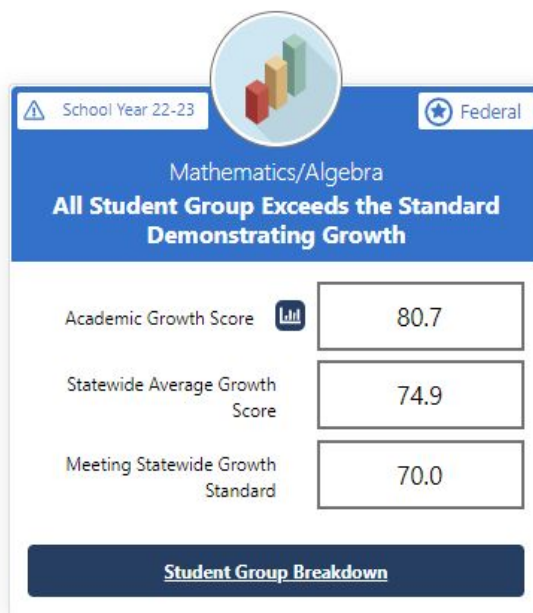 School Year 22-23
Federal
Mathematics/Algebra
All Student Group Exceeds the Standard
Demonstrating Growth
Academic Growth Score
80.7
Statewide Average Growth
Score
74.9
Meeting Statewide Growth
Standard
70.0
Student Group Breakdown